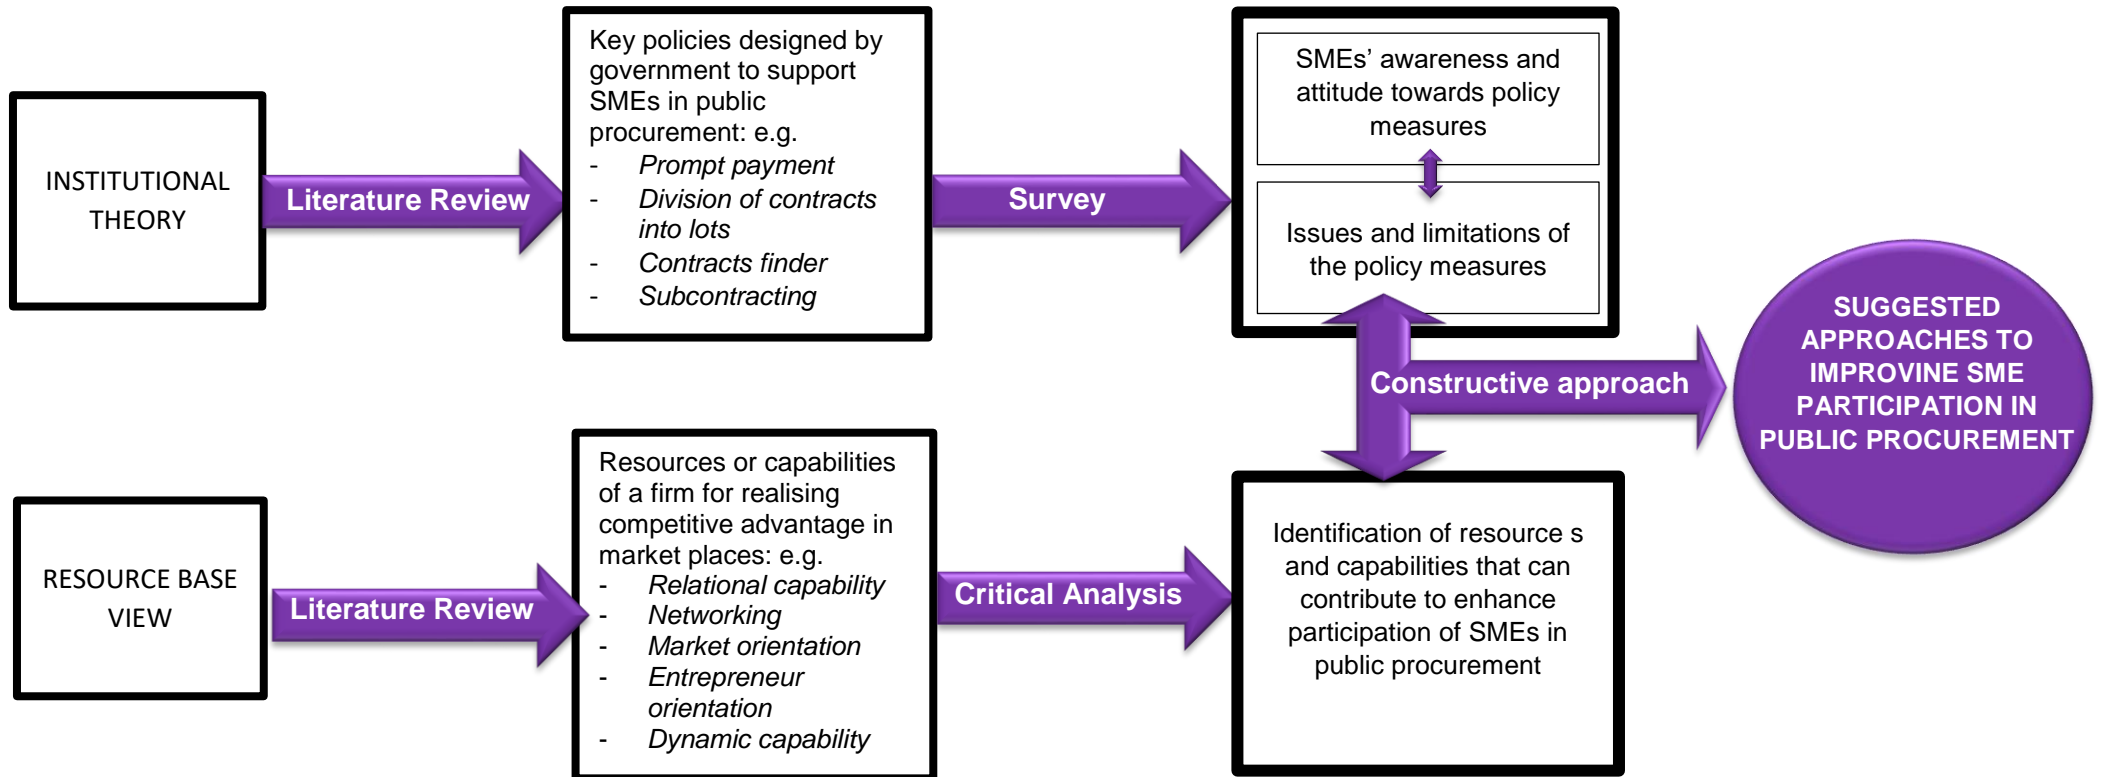 INSTITUTIONAL
THEORY
Literature Review
Key policies designed by
government to support
SMEs in public
procurement: e.g.
- Prompt payment
- Division of contracts
into lots
- Contracts finder
- Subcontracting
Survey
SMEs’ awareness and
attitude towards policy
measures
Issues and limitations of
the policy measures
RESOURCE BASE
VIEW
Literature Review
Resources or capabilities
of a firm for realising
competitive advantage in
market places: e.g.
- Relational capability
- Networking
- Market orientation
- Entrepreneur
orientation
- Dynamic capability
Critical Analysis
Identification of resource s
and capabilities that can
contribute to enhance
participation of SMEs in
public procurement
Constructive approach
SUGGESTED
APPROACHES TO
IMPROVINE SME
PARTICIPATION IN
PUBLIC PROCUREMENT